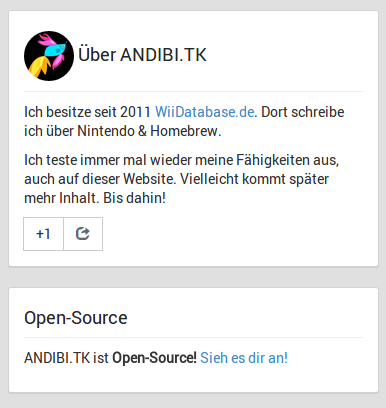 Über ANDIBI.TK
Ich besitze seit 2011 WiiDatabase.de. Dort schreibe
ich über Nintendo & Homebrew.
Ich teste immer mal wieder meine Fähigkeiten aus,
auch auf dieser Website. Vielleicht kommt später
mehr Inhalt. Bis dahin!
+1
Open-Source
ANDIBI.TK ist Open-Source! Sieh es dir an!